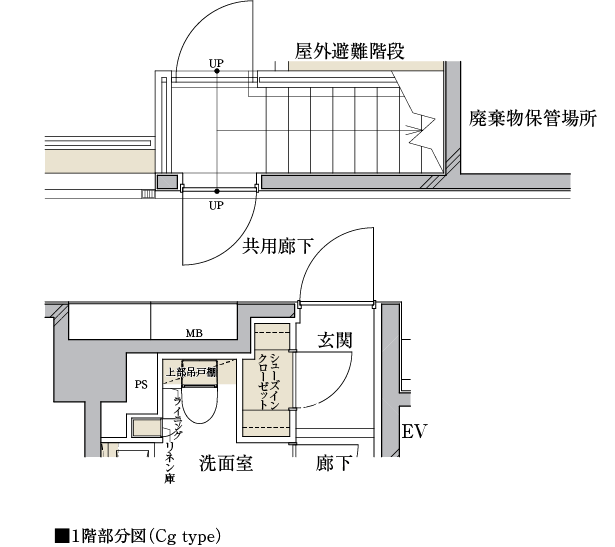 屋外避難階段
UP
廃棄物保管場所
UP
共用廊下
MB
玄関
上部吊戸棚
シューズイン
クローゼット
PS
ライニング
リネン庫
EV
洗面室
廊下
■1階部分図(Cg type)